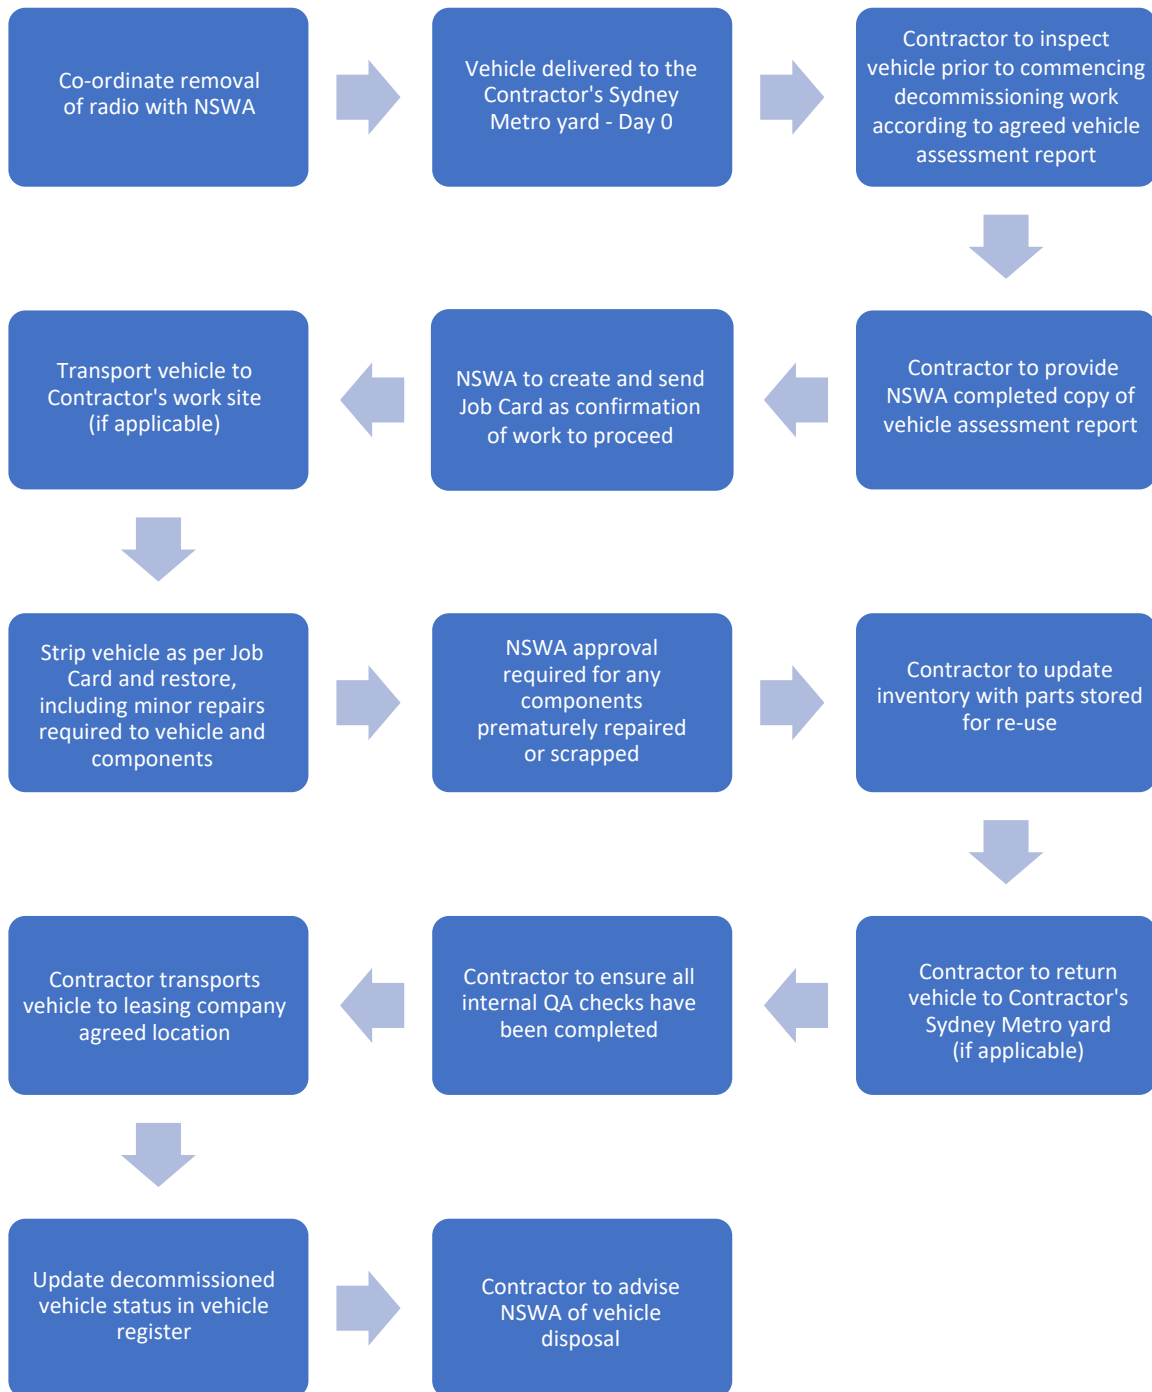 Co-ordinate removal
of radio with NSWA
Vehicle delivered to the
Contractor's Sydney
Metro yard - Day 0
Contractor to inspect
vehicle prior to commencing
decommissioning work
according to agreed vehicle
assessment report
Contractor to provide
NSWA completed copy of
vehicle assessment report
NSWA to create and send
Job Card as confirmation
of work to proceed
Transport vehicle to
Contractor's work site
(if applicable)
Strip vehicle as per Job
Card and restore,
including minor repairs
required to vehicle and
components
NSWA approval
required for any
components
prematurely repaired
or scrapped
Contractor to update
inventory with parts stored
for re-use
Contractor to return
vehicle to Contractor's
Sydney Metro yard
(if applicable)
Contractor to ensure all
internal QA checks have
been completed
Contractor transports
vehicle to leasing company
agreed location
Update decommissioned
vehicle status in vehicle
register
Contractor to advise
NSWA of vehicle
disposal